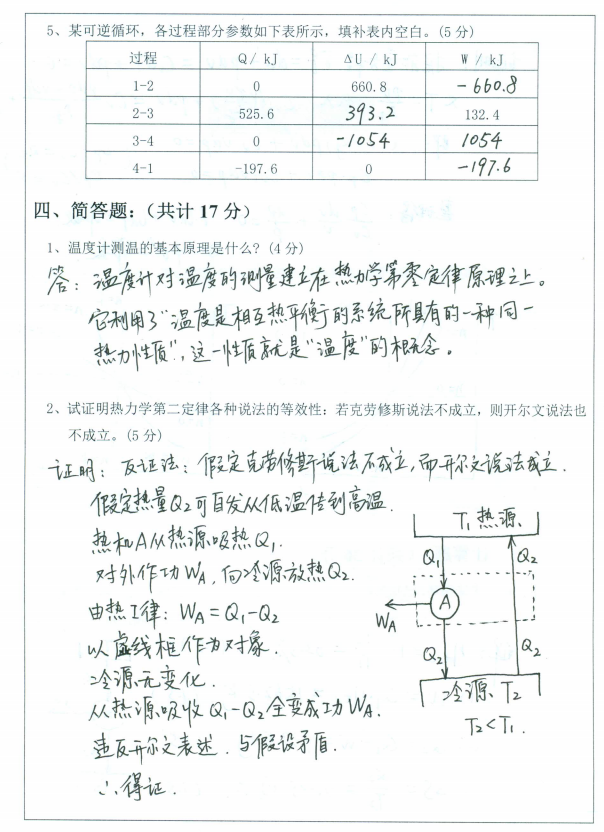 5、某可逆循环，各过程部分参数如下表所示，填补表内空白。(5 分)
过程 Q/ kJ ΔU / kJ W / kJ
1-2 0 660.8 -660.8
2-3 525.6 393.2 132.4
3-4 0 -1054 1054
4-1 -197.6 0 -197.6
四、简答题：（共计 17 分）
1、温度计测温的基本原理是什么? (4 分)
答：温度计对温度的测量建立在热力学第零定律原理之上。
它利用了“温度是相互热平衡的系统所具有的一种同一
热力性质”，这一性质就是“温度”的概念。
2、试证明热力学第二定律各种说法的等效性：若克劳修斯说法不成立，则开尔文说法也
不成立。(5 分)
证明：反证法：假定克劳修斯说法不成立，而开尔文说法成立．
假定热量Q2可自发从低温传到高温．
热机A从热源吸热Q1．
对外作功WA，向冷源放热Q2．
由热Ⅰ律：WA=Q1-Q2
以虚线框作为对象．
冷源无变化．
从热源吸收Q1-Q2全变成功WA．
违反开尔文表述．与假设矛盾．
∴得证．
T1热源
Q1
Q2
A
WA
Q2
Q2
冷源 T2
T2<T1．